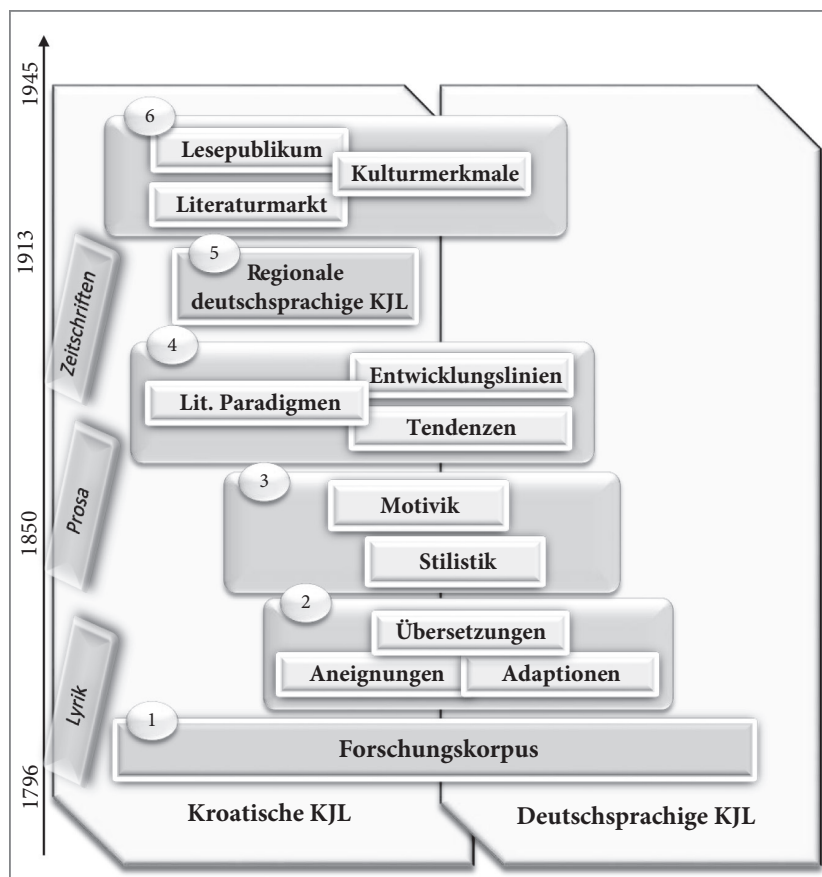 1945
6
Lesepublikum
Kulturmerkmale
Literaturmarkt
1913
5
Regionale
deutschsprachige KJL
Zeitschriften
4
Entwicklungslinien
Lit. Paradigmen
Tendenzen
3
Motivik
Prosa
1850
Stilistik
2
Übersetzungen
Aneignungen
Adaptionen
Lyrik
1
Forschungskorpus
1796
Kroatische KJL
Deutschsprachige KJL